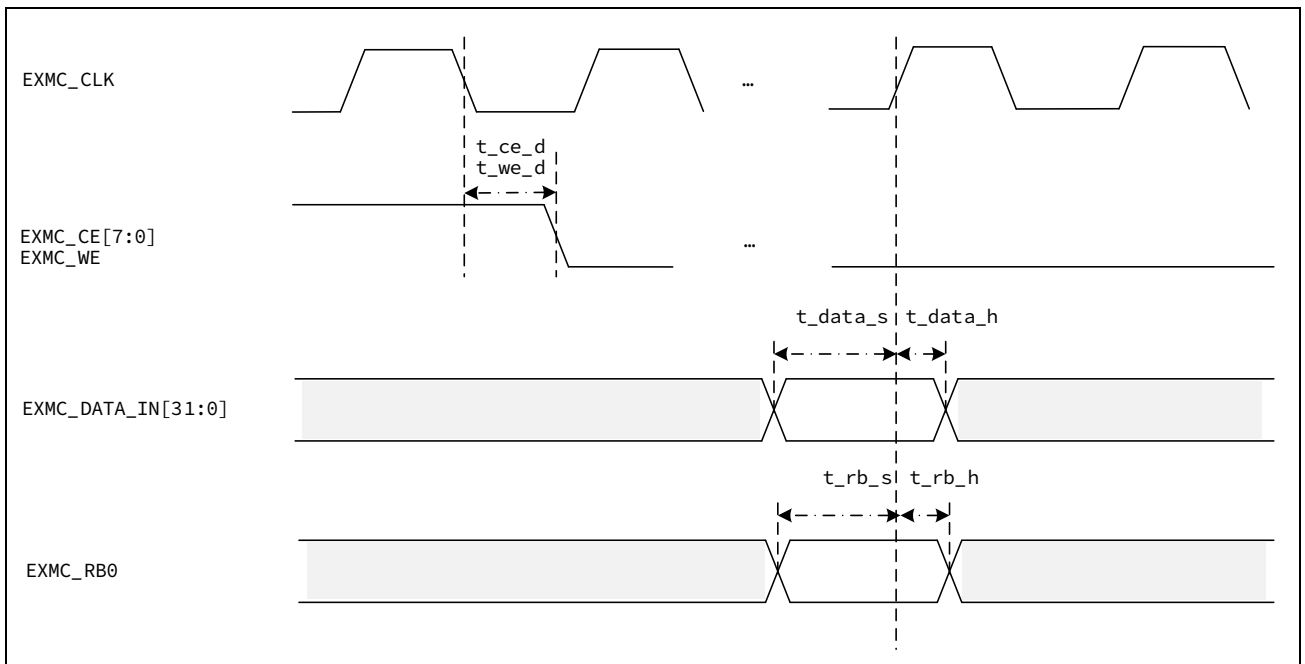 EXMC_CLK
…
t_ce_d
t_we_d
EXMC_CE[7:0]
EXMC_WE
…
t_data_s t_data_h
EXMC_DATA_IN[31:0]
t_rb_s t_rb_h
EXMC_RB0